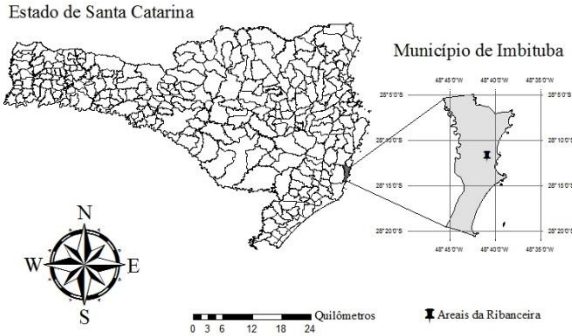 Estado de Santa Catarina
Município de Imbituba
48°45'0"W 48°40'0"W 48°35'0"W
28°5'0"S 28°5'0"S
28°10'0"S 28°10'0"S
28°15'0"S 28°15'0"S
28°20'0"S 28°20'0"S
48°45'0"W 48°40'0"W 48°35'0"W
N
W E
S
0 3 6 12 18 24 Quilômetros
Areais da Ribanceira